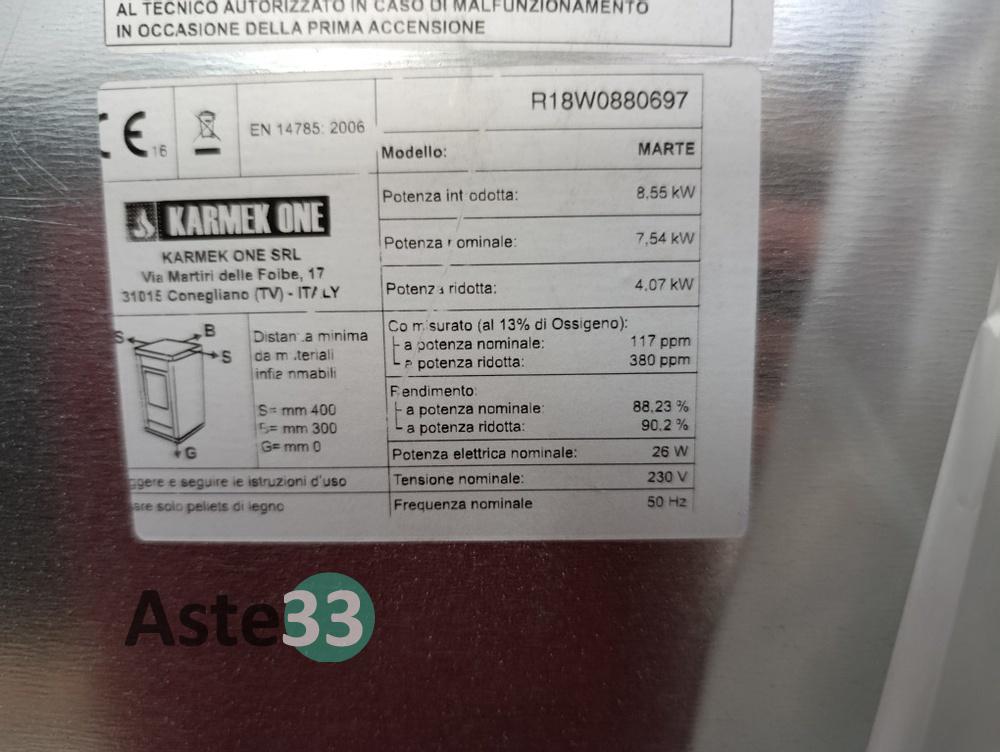 AL TECNICO AUTORIZZATO IN CASO DI MALFUNZIONAMENTO
IN OCCASIONE DELLA PRIMA ACCENSIONE
CE 16
EN 14785: 2006
R18W0880697
Modello: MARTE
KARMEK ONE
KARMEK ONE SRL
Via Martiri delle Foibe, 17
31015 Conegliano (TV) - ITALY
Potenza introdotta: 8,55 kW
Potenza nominale: 7,54 kW
Potenza ridotta: 4,07 kW
B
S
S
G
Distanza minima
da materiali
infiammabili
S= mm 400
B= mm 300
G= mm 0
Co misurato (al 13% di Ossigeno):
a potenza nominale: 117 ppm
a potenza ridotta: 380 ppm
Rendimento:
a potenza nominale: 88,23 %
a potenza ridotta: 90,2 %
Potenza elettrica nominale: 26 W
Tensione nominale: 230 V
Frequenza nominale 50 Hz
ggere e seguire le istruzioni d'uso
are solo pellets di legno
Aste33